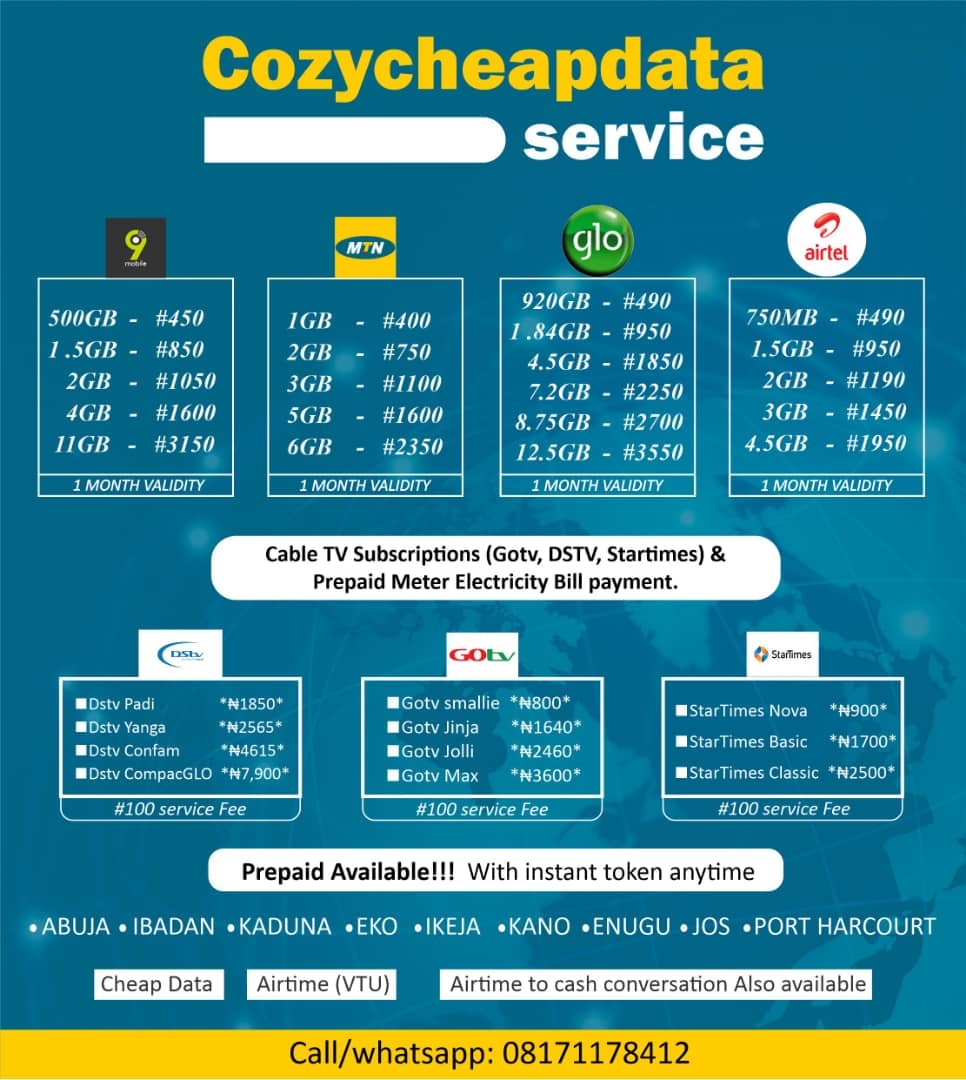 Cozycheapdata
service
9
mobile
MTN
glo
airtel
500GB - #450
1 .5GB - #850
2GB - #1050
4GB - #1600
11GB - #3150
1 MONTH VALIDITY
1GB - #400
2GB - #750
3GB - #1100
5GB - #1600
6GB - #2350
1 MONTH VALIDITY
920GB - #490
1 .84GB - #950
4.5GB - #1850
7.2GB - #2250
8.75GB - #2700
12.5GB - #3550
1 MONTH VALIDITY
750MB - #490
1.5GB - #950
2GB - #1190
3GB - #1450
4.5GB - #1950
1 MONTH VALIDITY
Cable TV Subscriptions (Gotv, DSTV, Startimes) &
Prepaid Meter Electricity Bill payment.
DStv
GOtv
StarTimes
■Dstv Padi *₦1850*
■Dstv Yanga *₦2565*
■Dstv Confam *₦4615*
■Dstv CompacGLO *₦7,900*
#100 service Fee
■Gotv smallie *₦800*
■Gotv Jinja *₦1640*
■Gotv Jolli *₦2460*
■Gotv Max *₦3600*
#100 service Fee
■StarTimes Nova *₦900*
■StarTimes Basic *₦1700*
■StarTimes Classic *₦2500*
#100 service Fee
Prepaid Available!!! With instant token anytime
•ABUJA •IBADAN •KADUNA •EKO •IKEJA •KANO •ENUGU •JOS •PORT HARCOURT
Cheap Data
Airtime (VTU)
Airtime to cash conversation Also available
Call/whatsapp: 08171178412